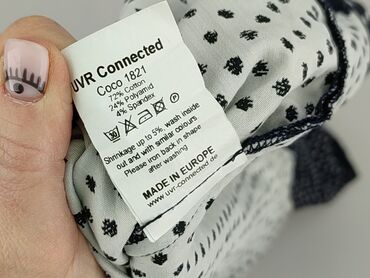 UVR Connected
Coco 1821
72% Cotton
24% Polyamid
4% Spandex
Shrinkage up to 5%, wash inside
out and with similar colours
Please iron back in shape
after washing
MADE IN EUROPE
www.uvr-connected.de